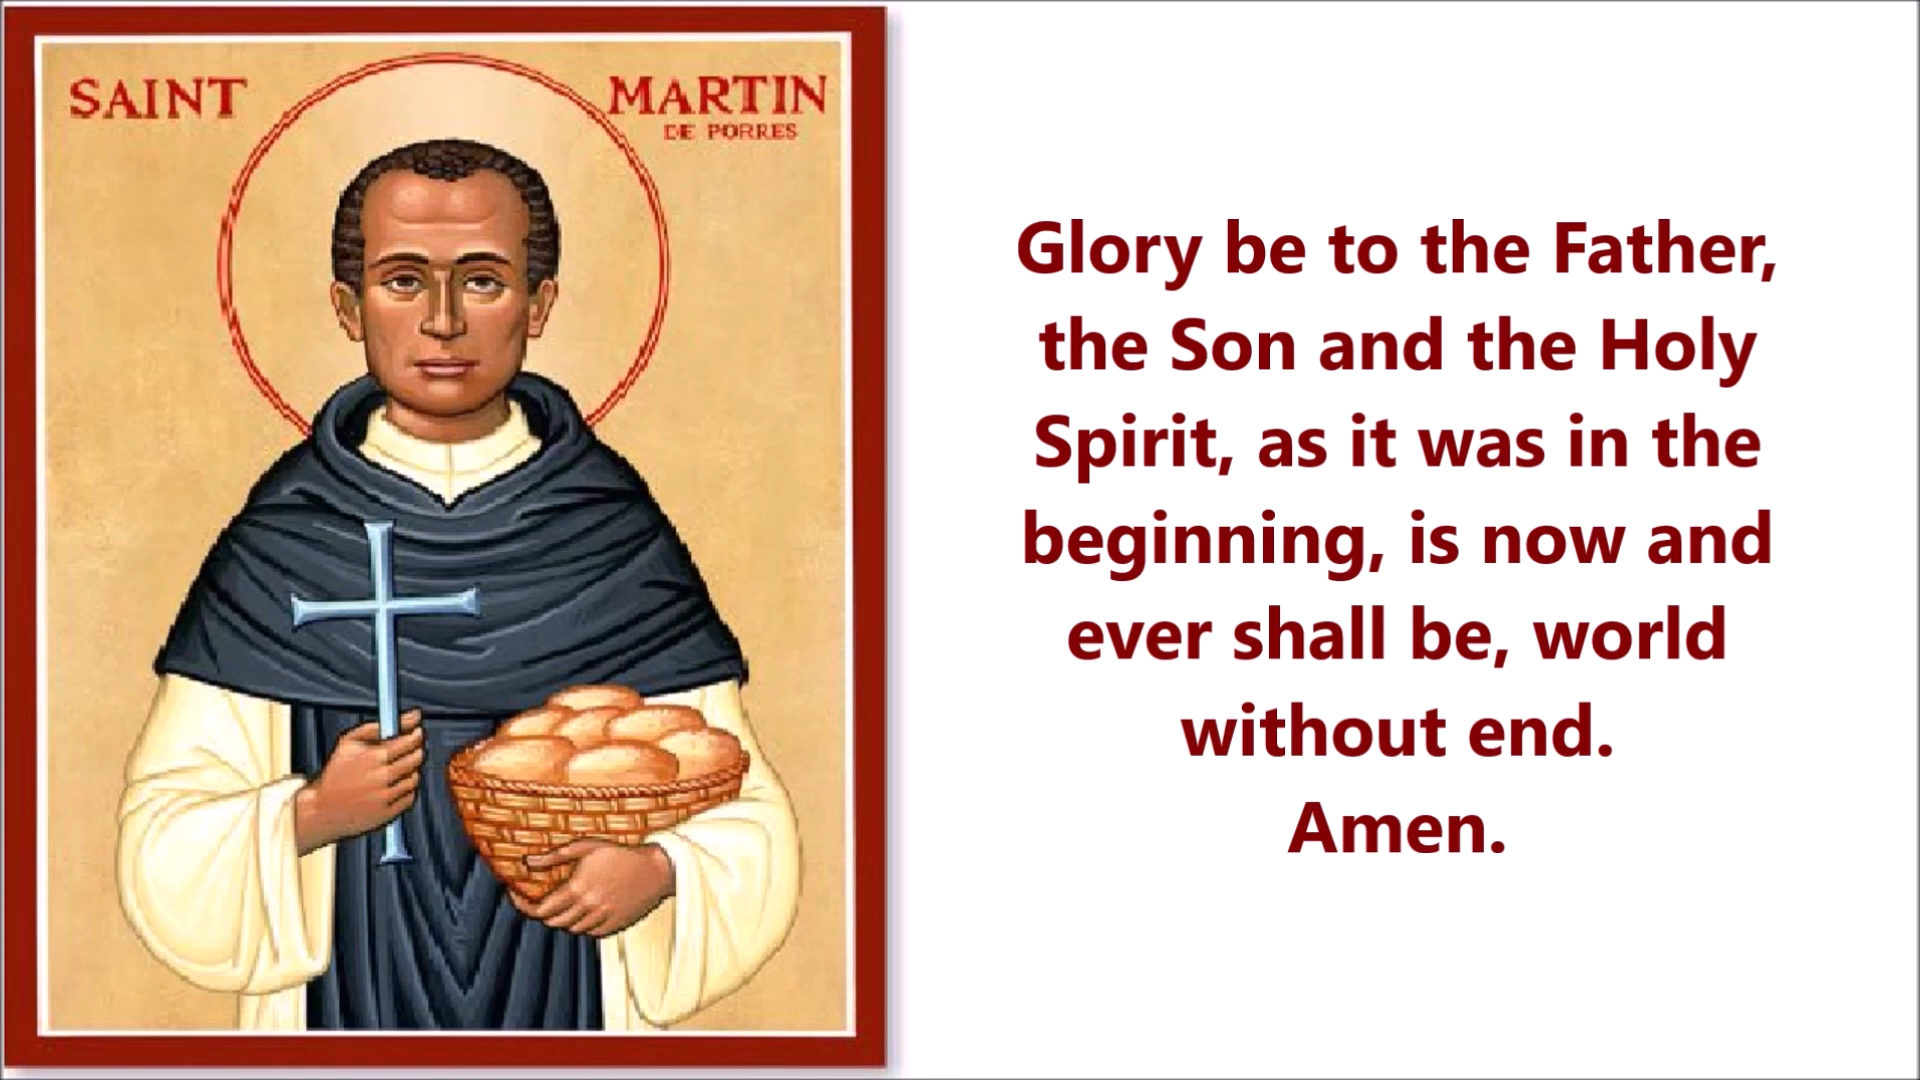 SAINT MARTIN
DE PORRES
Glory be to the Father,
the Son and the Holy
Spirit, as it was in the
beginning, is now and
ever shall be, world
without end.
Amen.